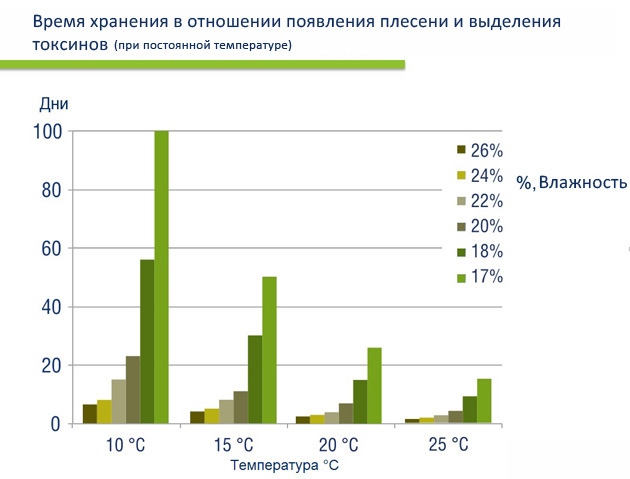 Время хранения в отношении появления плесени и выделения
токсинов (при постоянной температуре)
Дни
100
80
60
40
20
0
26%
24%
22%
20%
18%
17%
%, Влажность
10 °C
15 °C
20 °C
25 °C
Температура °C